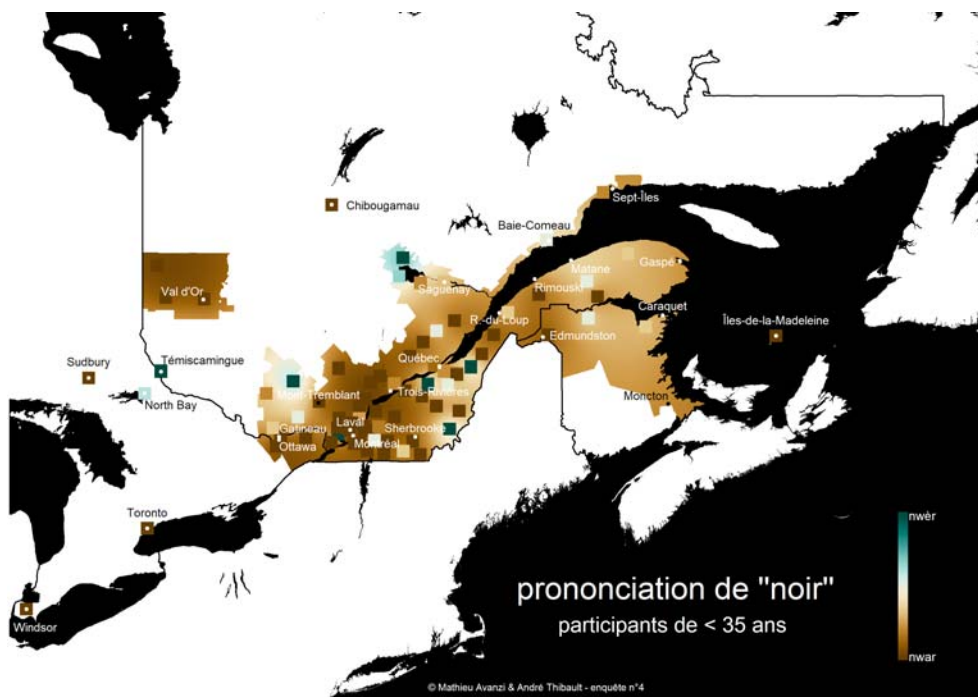 Chibougamau
Sept-Îles
Baie-Comeau
Val d'Or
Saguenay
Matane
Gaspé
Rimouski
R.-du-Loup
Caraquet
Îles-de-la-Madeleine
Edmundston
Sudbury
Témiscamingue
Québec
North Bay
Mont-Tremblant
Trois-Rivières
Moncton
Gatineau
Laval
Sherbrooke
Ottawa
Montréal
Toronto
nwèr
prononciation de "noir"
participants de < 35 ans
Windsor
nwar
© Mathieu Avanzi & André Thibault - enquête n°4